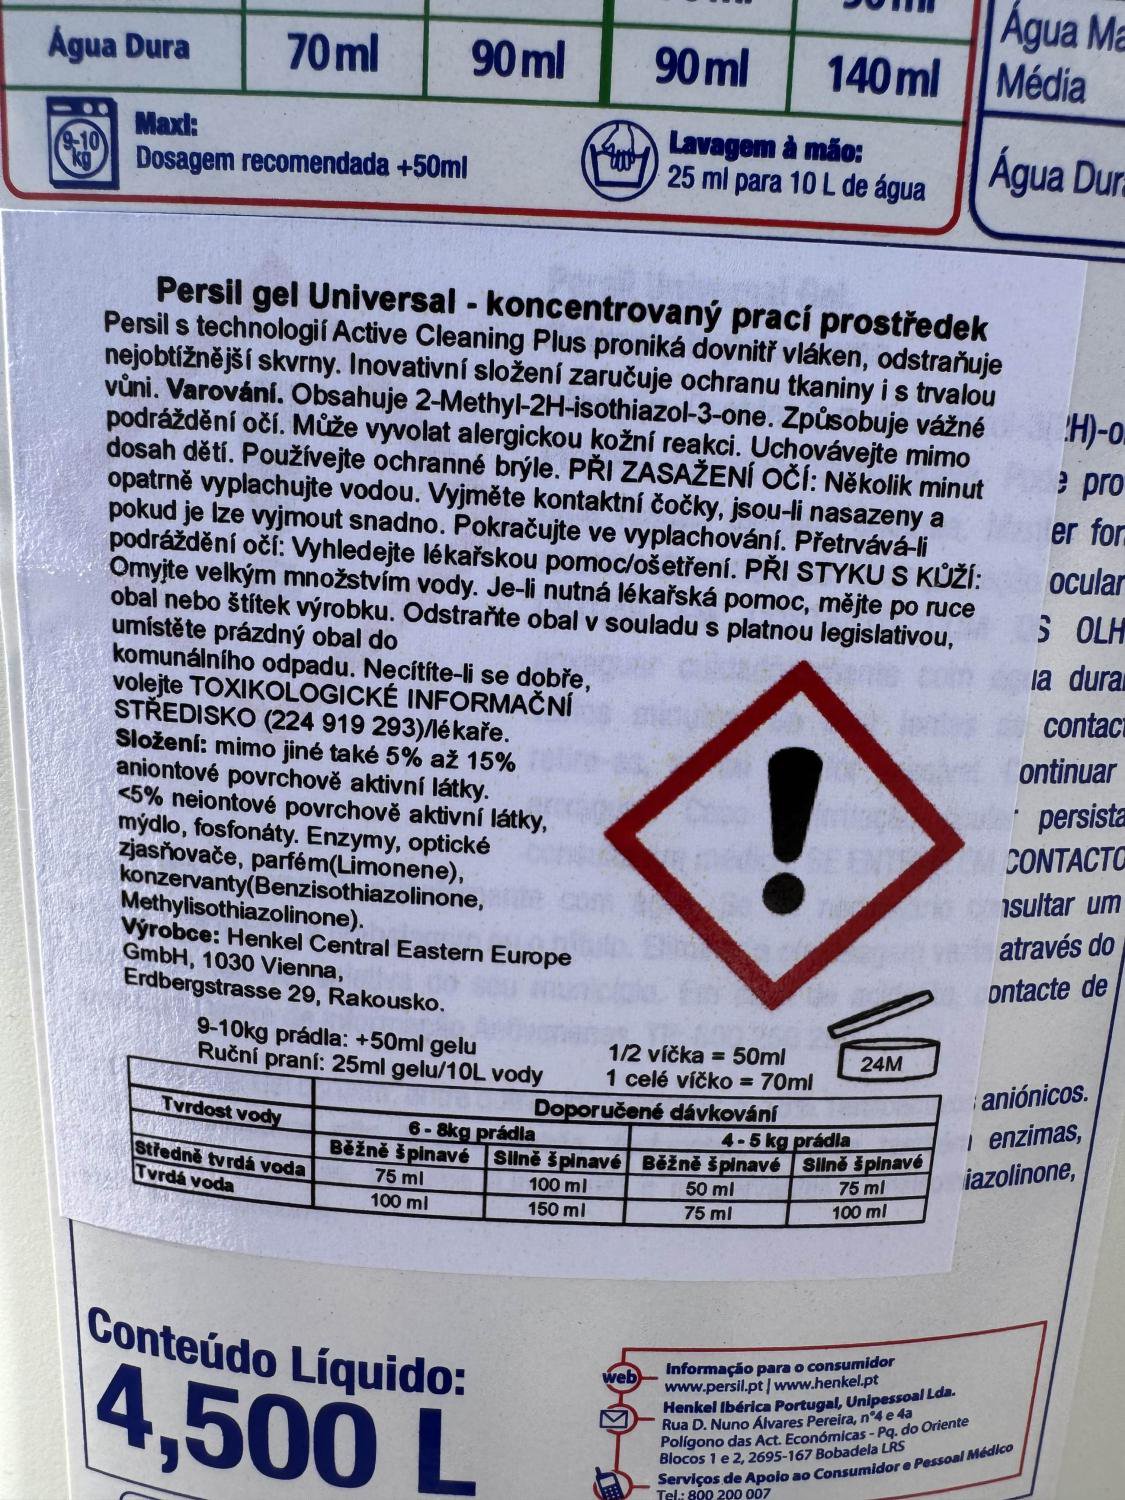 Água Dura 70 ml 90 ml 90 ml 140 ml
9-10 kg
Maxi:
Dosagem recomendada +50ml
Lavagem à mão:
25 ml para 10 L de água
Água
Média
Água
Persil gel Universal - koncentrovaný prací prostředek
Persil s technologií Active Cleaning Plus proniká dovnitř vláken, odstraňuje
nejobtížnější skvrny. Inovativní složení zaručuje ochranu tkaniny i s trvalou
vůni. Varování. Obsahuje 2-Methyl-2H-isothiazol-3-one. Způsobuje vážné
podráždění očí. Může vyvolat alergickou kožní reakci. Uchovávejte mimo
dosah dětí. Používejte ochranné brýle. PŘI ZASAŽENÍ OČÍ: Několik minut
opatrně vyplachujte vodou. Vyjměte kontaktní čočky, jsou-li nasazeny a
pokud je lze vyjmout snadno. Pokračujte ve vyplachování. Přetrvává-li
podráždění očí: Vyhledejte lékařskou pomoc/ošetření. PŘI STYKU S KŮŽÍ:
Omyjte velkým množstvím vody. Je-li nutná lékařská pomoc, mějte po ruce
obal nebo štítek výrobku. Odstraňte obal v souladu s platnou legislativou,
umístěte prázdný obal do
komunálního odpadu. Necítíte-li se dobře,
volejte TOXIKOLOGICKÉ INFORMAČNÍ
STŘEDISKO (224 919 293)/lékaře.
Složení: mimo jiné také 5% až 15%
aniontové povrchově aktivní látky.
<5% neiontové povrchově aktivní látky,
mýdlo, fosfonáty. Enzymy, optické
zjasňovače, parfém(Limonene),
konzervanty(Benzisothiazolinone,
Methylisothiazolinone).
Výrobce: Henkel Central Eastern Europe
GmbH, 1030 Vienna,
Erdbergstrasse 29, Rakousko.
9-10kg prádla: +50ml gelu
Ruční praní: 25ml gelu/10L vody
1/2 víčka = 50ml
1 celé víčko = 70ml
24M
Tvrdost vody Doporučené dávkování
6 - 8kg prádla 4 - 5 kg prádla
Běžně špinavé Silně špinavé Běžně špinavé Silně špinavé
Středně tvrdá voda 75 ml 100 ml 50 ml 75 ml
Tvrdá voda 100 ml 150 ml 75 ml 100 ml
contacte de
aniónicos.
enzimas,
Conteúdo Líquido:
4,500 L
web
Informação para o consumidor
www.persil.pt | www.henkel.pt
Henkel Ibérica Portugal, Unipessoal Lda.
Rua D. Nuno Álvares Pereira, nº4 e 4a
Polígono das Act. Económicas - Pq. do Oriente
Blocos 1 e 2, 2695-167 Bobadela LRS
Serviços de Apoio ao Consumidor e Pessoal Médico
Tel.: 800 200 007